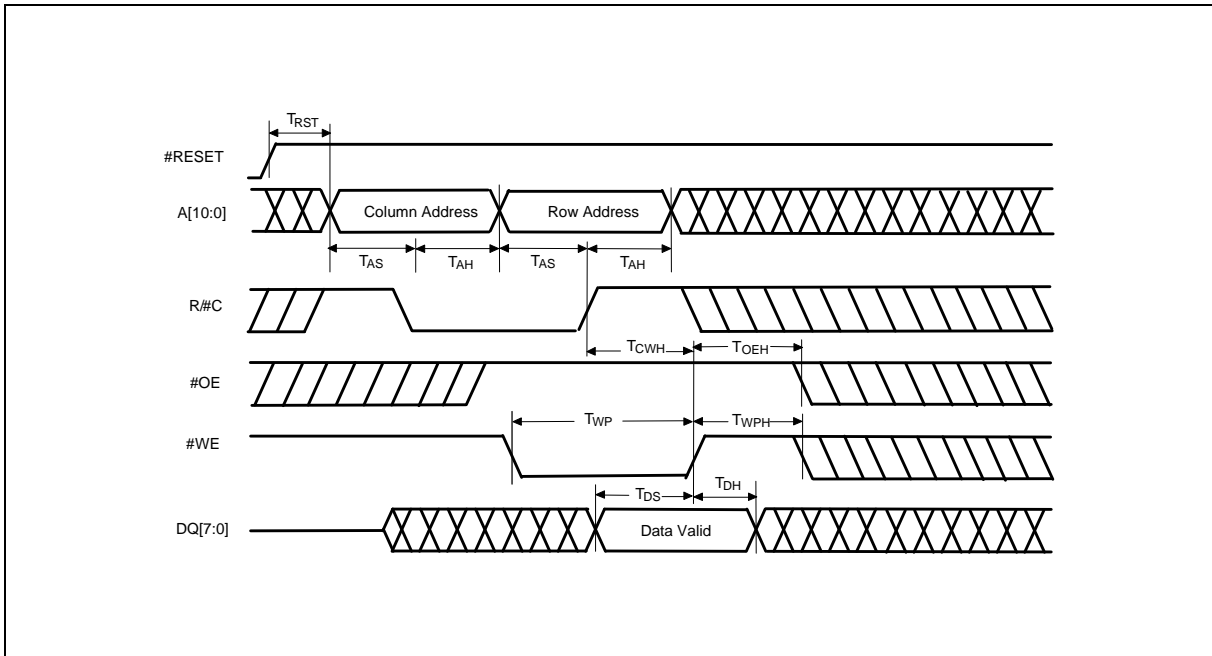 TRST
#RESET
A[10:0]
Column Address
Row Address
TAS
TAH
TAS
TAH
R/#C
TCWH
TOEH
#OE
TWP
TWPH
#WE
TDS
TDH
DQ[7:0]
Data Valid